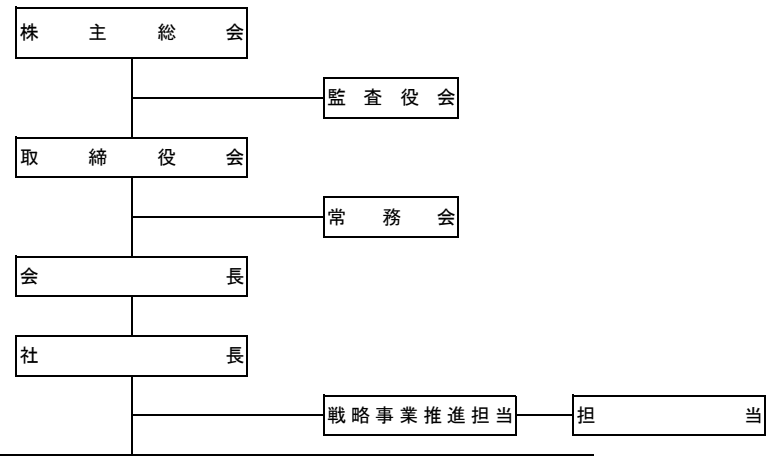 株主総会
監査役会
取締役会
常務会
会長
社長
戦略事業推進担当
担当